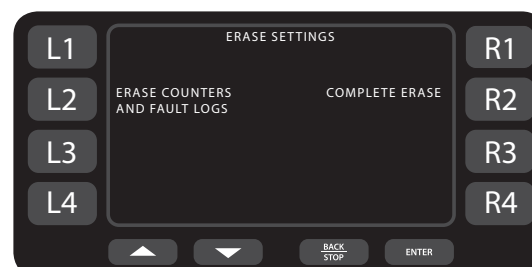 ERASE SETTINGS
L1
R1
L2
ERASE COUNTERS
AND FAULT LOGS
COMPLETE ERASE
R2
L3
R3
L4
R4
BACK
STOP
ENTER